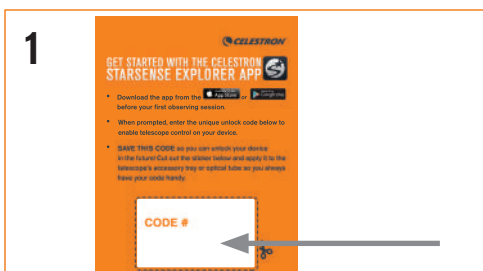 1
CELESTRON
GET STARTED WITH THE CELESTRON
STARSENSE EXPLORER APP
• Download the app from the App Store or Google Play
before your first observing session.
• When prompted, enter the unique unlock code below to
enable telescope control on your device.
• SAVE THIS CODE so you can unlock your device
in the future! Cut out the sticker below and apply it to the
telescope's accessory tray or optical tube so you always
have your code handy.
CODE #